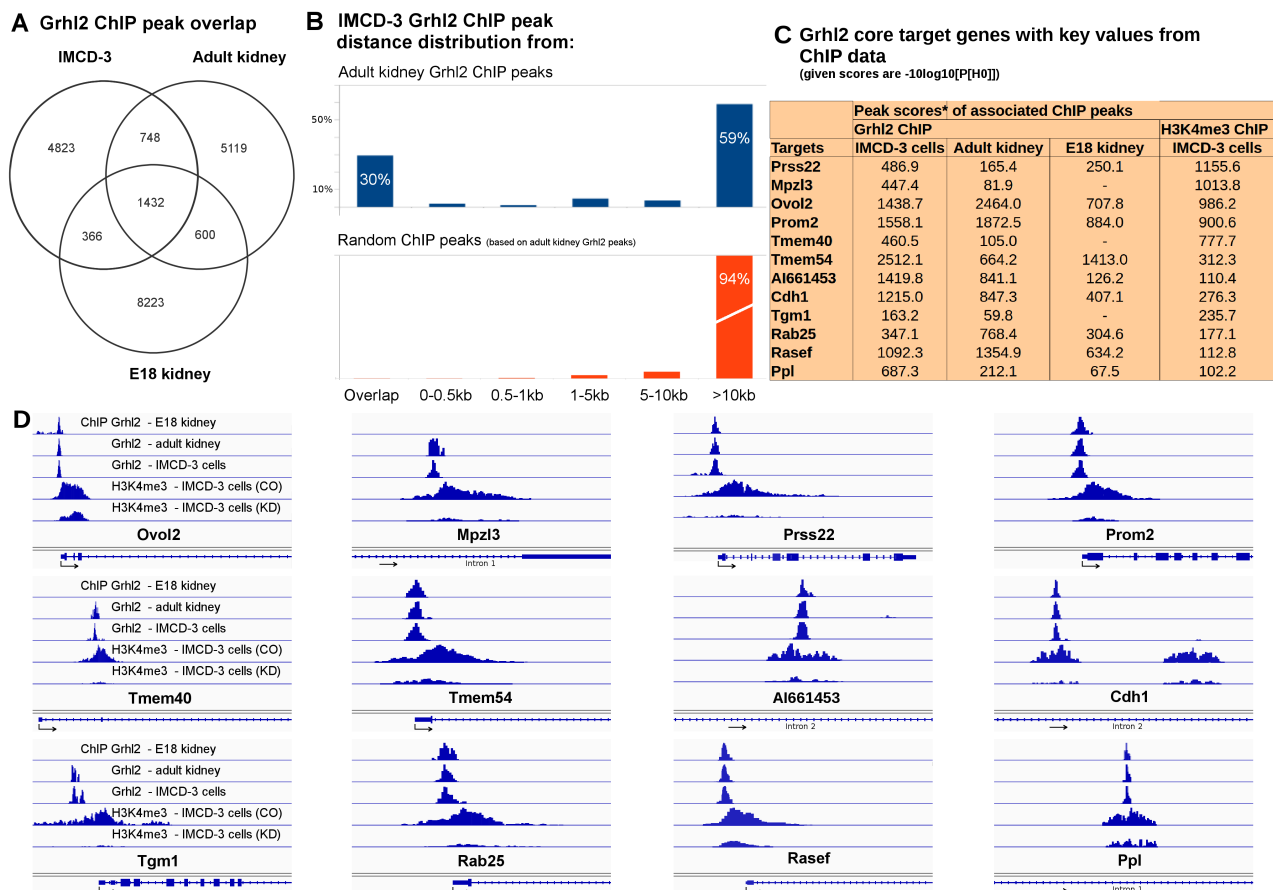 A Grhl2 ChIP peak overlap
IMCD-3 Adult kidney
4823 748 5119
1432
366 600
8223
E18 kidney
B IMCD-3 Grhl2 ChIP peak
distance distribution from:
Adult kidney Grhl2 ChIP peaks
50%
10%
30%
59%
Random ChIP peaks (based on adult kidney Grhl2 peaks)
94%
Overlap 0-0.5kb 0.5-1kb 1-5kb 5-10kb >10kb
C Grhl2 core target genes with key values from
ChIP data
(given scores are -10log10[P[H0]])
Peak scores* of associated ChIP peaks
Grhl2 ChIP H3K4me3 ChIP
Targets IMCD-3 cells Adult kidney E18 kidney IMCD-3 cells
Prss22 486.9 165.4 250.1 1155.6
Mpzl3 447.4 81.9 - 1013.8
Ovol2 1438.7 2464.0 707.8 986.2
Prom2 1558.1 1872.5 884.0 900.6
Tmem40 460.5 105.0 - 777.7
Tmem54 2512.1 664.2 1413.0 312.3
AI661453 1419.8 841.1 126.2 110.4
Cdh1 1215.0 847.3 407.1 276.3
Tgm1 163.2 59.8 - 235.7
Rab25 347.1 768.4 304.6 177.1
Rasef 1092.3 1354.9 634.2 112.8
Ppl 687.3 212.1 67.5 102.2
D
ChIP Grhl2 - E18 kidney
Grhl2 - adult kidney
Grhl2 - IMCD-3 cells
H3K4me3 - IMCD-3 cells (CO)
H3K4me3 - IMCD-3 cells (KD)
Ovol2 Mpzl3 Prss22 Prom2
Intron 1
ChIP Grhl2 - E18 kidney
Grhl2 - adult kidney
Grhl2 - IMCD-3 cells
H3K4me3 - IMCD-3 cells (CO)
H3K4me3 - IMCD-3 cells (KD)
Tmem40 Tmem54 AI661453 Cdh1
Intron 2 Intron 2
ChIP Grhl2 - E18 kidney
Grhl2 - adult kidney
Grhl2 - IMCD-3 cells
H3K4me3 - IMCD-3 cells (CO)
H3K4me3 - IMCD-3 cells (KD)
Tgm1 Rab25 Rasef Ppl
Intron 1